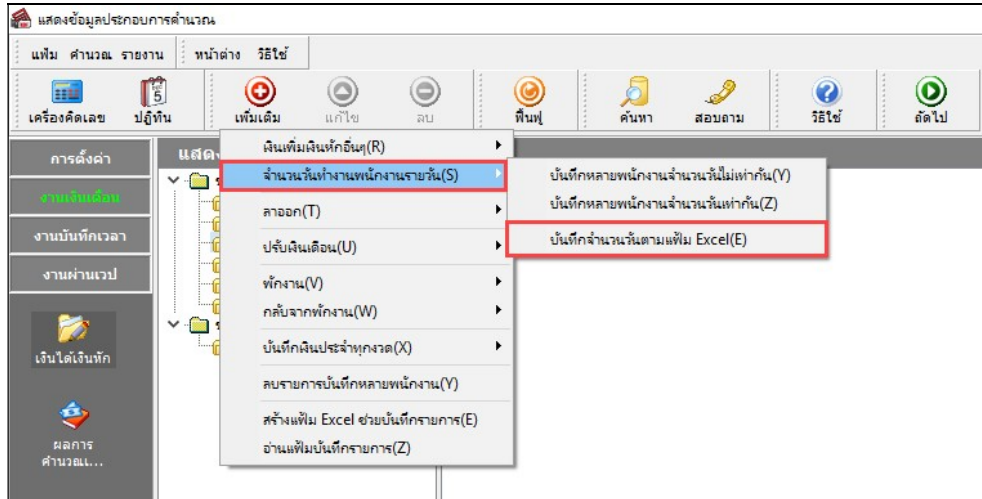 แสดงข้อมูลประกอบการคำนวณ
แฟ้ม คำนวณ รายงาน หน้าต่าง วิธีใช้
เครื่องคิดเลข ปฏิทิน เพิ่มเติม แก้ไข ลบ ฟื้นฟู ค้นหา สอบถาม วิธีใช้ ถัดไป
การตั้งค่า
งานเงินเดือน
งานบันทึกเวลา
งานผ่านเวป
เงินได้เงินหัก
ผลการ
คำนวณเ...
แสดง
เงินเพิ่มเงินหักอื่นๆ(R)
จำนวนวันทำงานพนักงานรายวัน(S)
ลาออก(T)
ปรับเงินเดือน(U)
พักงาน(V)
กลับจากพักงาน(W)
บันทึกเงินประจำทุกงวด(X)
ลบรายการบันทึกหลายพนักงาน(Y)
สร้างแฟ้ม Excel ช่วยบันทึกรายการ(E)
อ่านแฟ้มบันทึกรายการ(Z)
บันทึกหลายพนักงานจำนวนวันไม่เท่ากัน(Y)
บันทึกหลายพนักงานจำนวนวันเท่ากัน(Z)
บันทึกจำนวนวันตามแฟ้ม Excel(E)